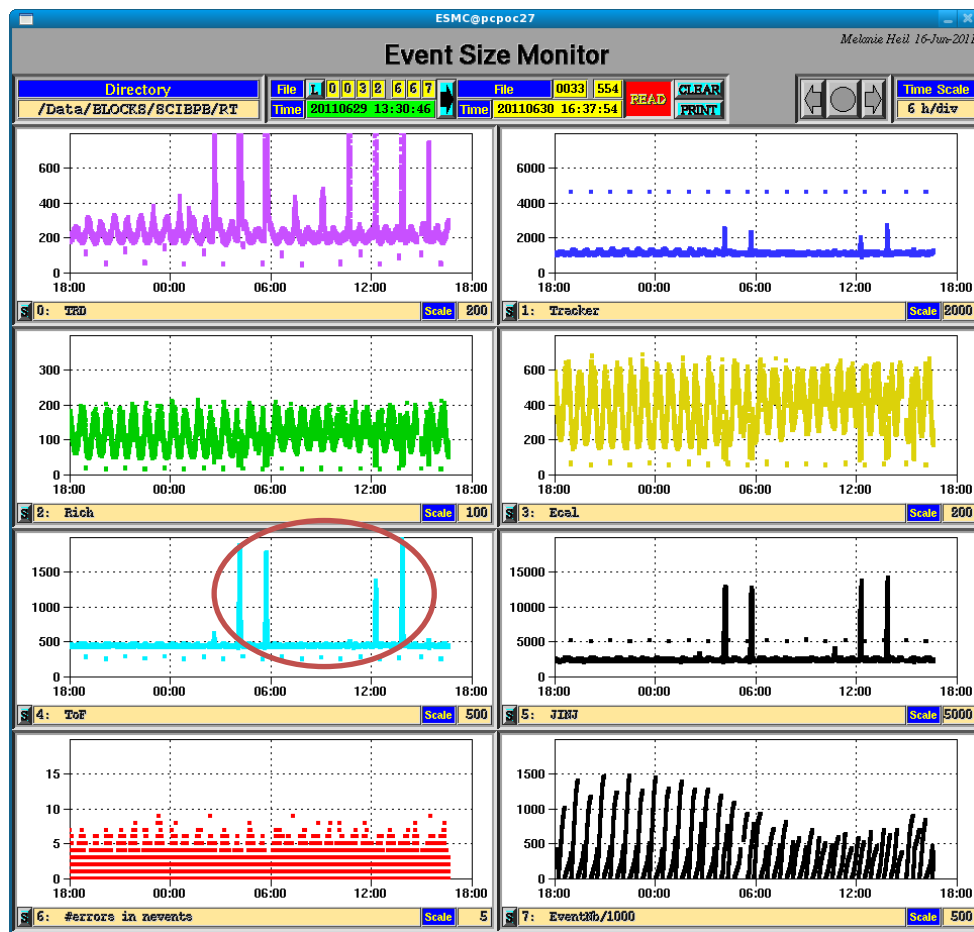 ESMC@pcpoc27
Event Size Monitor
Melanie Heil 16-Jun-2011
Directory
/Data/BLOCKS/SCIBPB/RT
File L 0 0 3 2 6 6 7 File 0033 554
Time 20110629 13:30:46 Time 20110630 16:37:54
READ
CLEAR
PRINT
Time Scale
6 h/div
600
400
200
0
18:00 00:00 06:00 12:00 18:00
S 0: TRD Scale 200
6000
4000
2000
0
18:00 00:00 06:00 12:00 18:00
S 1: Tracker Scale 2000
300
200
100
0
18:00 00:00 06:00 12:00 18:00
S 2: Rich Scale 100
600
400
200
0
18:00 00:00 06:00 12:00 18:00
S 3: Ecal Scale 200
1500
1000
500
0
18:00 00:00 06:00 12:00 18:00
S 4: ToF Scale 500
15000
10000
5000
0
18:00 00:00 06:00 12:00 18:00
S 5: JINJ Scale 5000
15
10
5
0
18:00 00:00 06:00 12:00 18:00
S 6: #errors in nevents Scale 5
1500
1000
500
0
18:00 00:00 06:00 12:00 18:00
S 7: EventNb/1000 Scale 500